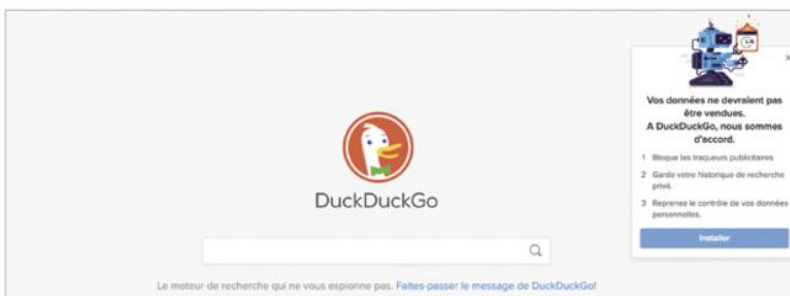 DuckDuckGo
Le moteur de recherche qui ne vous espionne pas. Faites-passer le message de DuckDuckGo!
Vos données ne devraient pas
être vendues.
A DuckDuckGo, nous sommes
d'accord.
1 Bloque les traqueurs publicitaires
2 Garde votre historique de recherche
privé.
3 Reprenez le contrôle de vos données
personnelles.
Installer